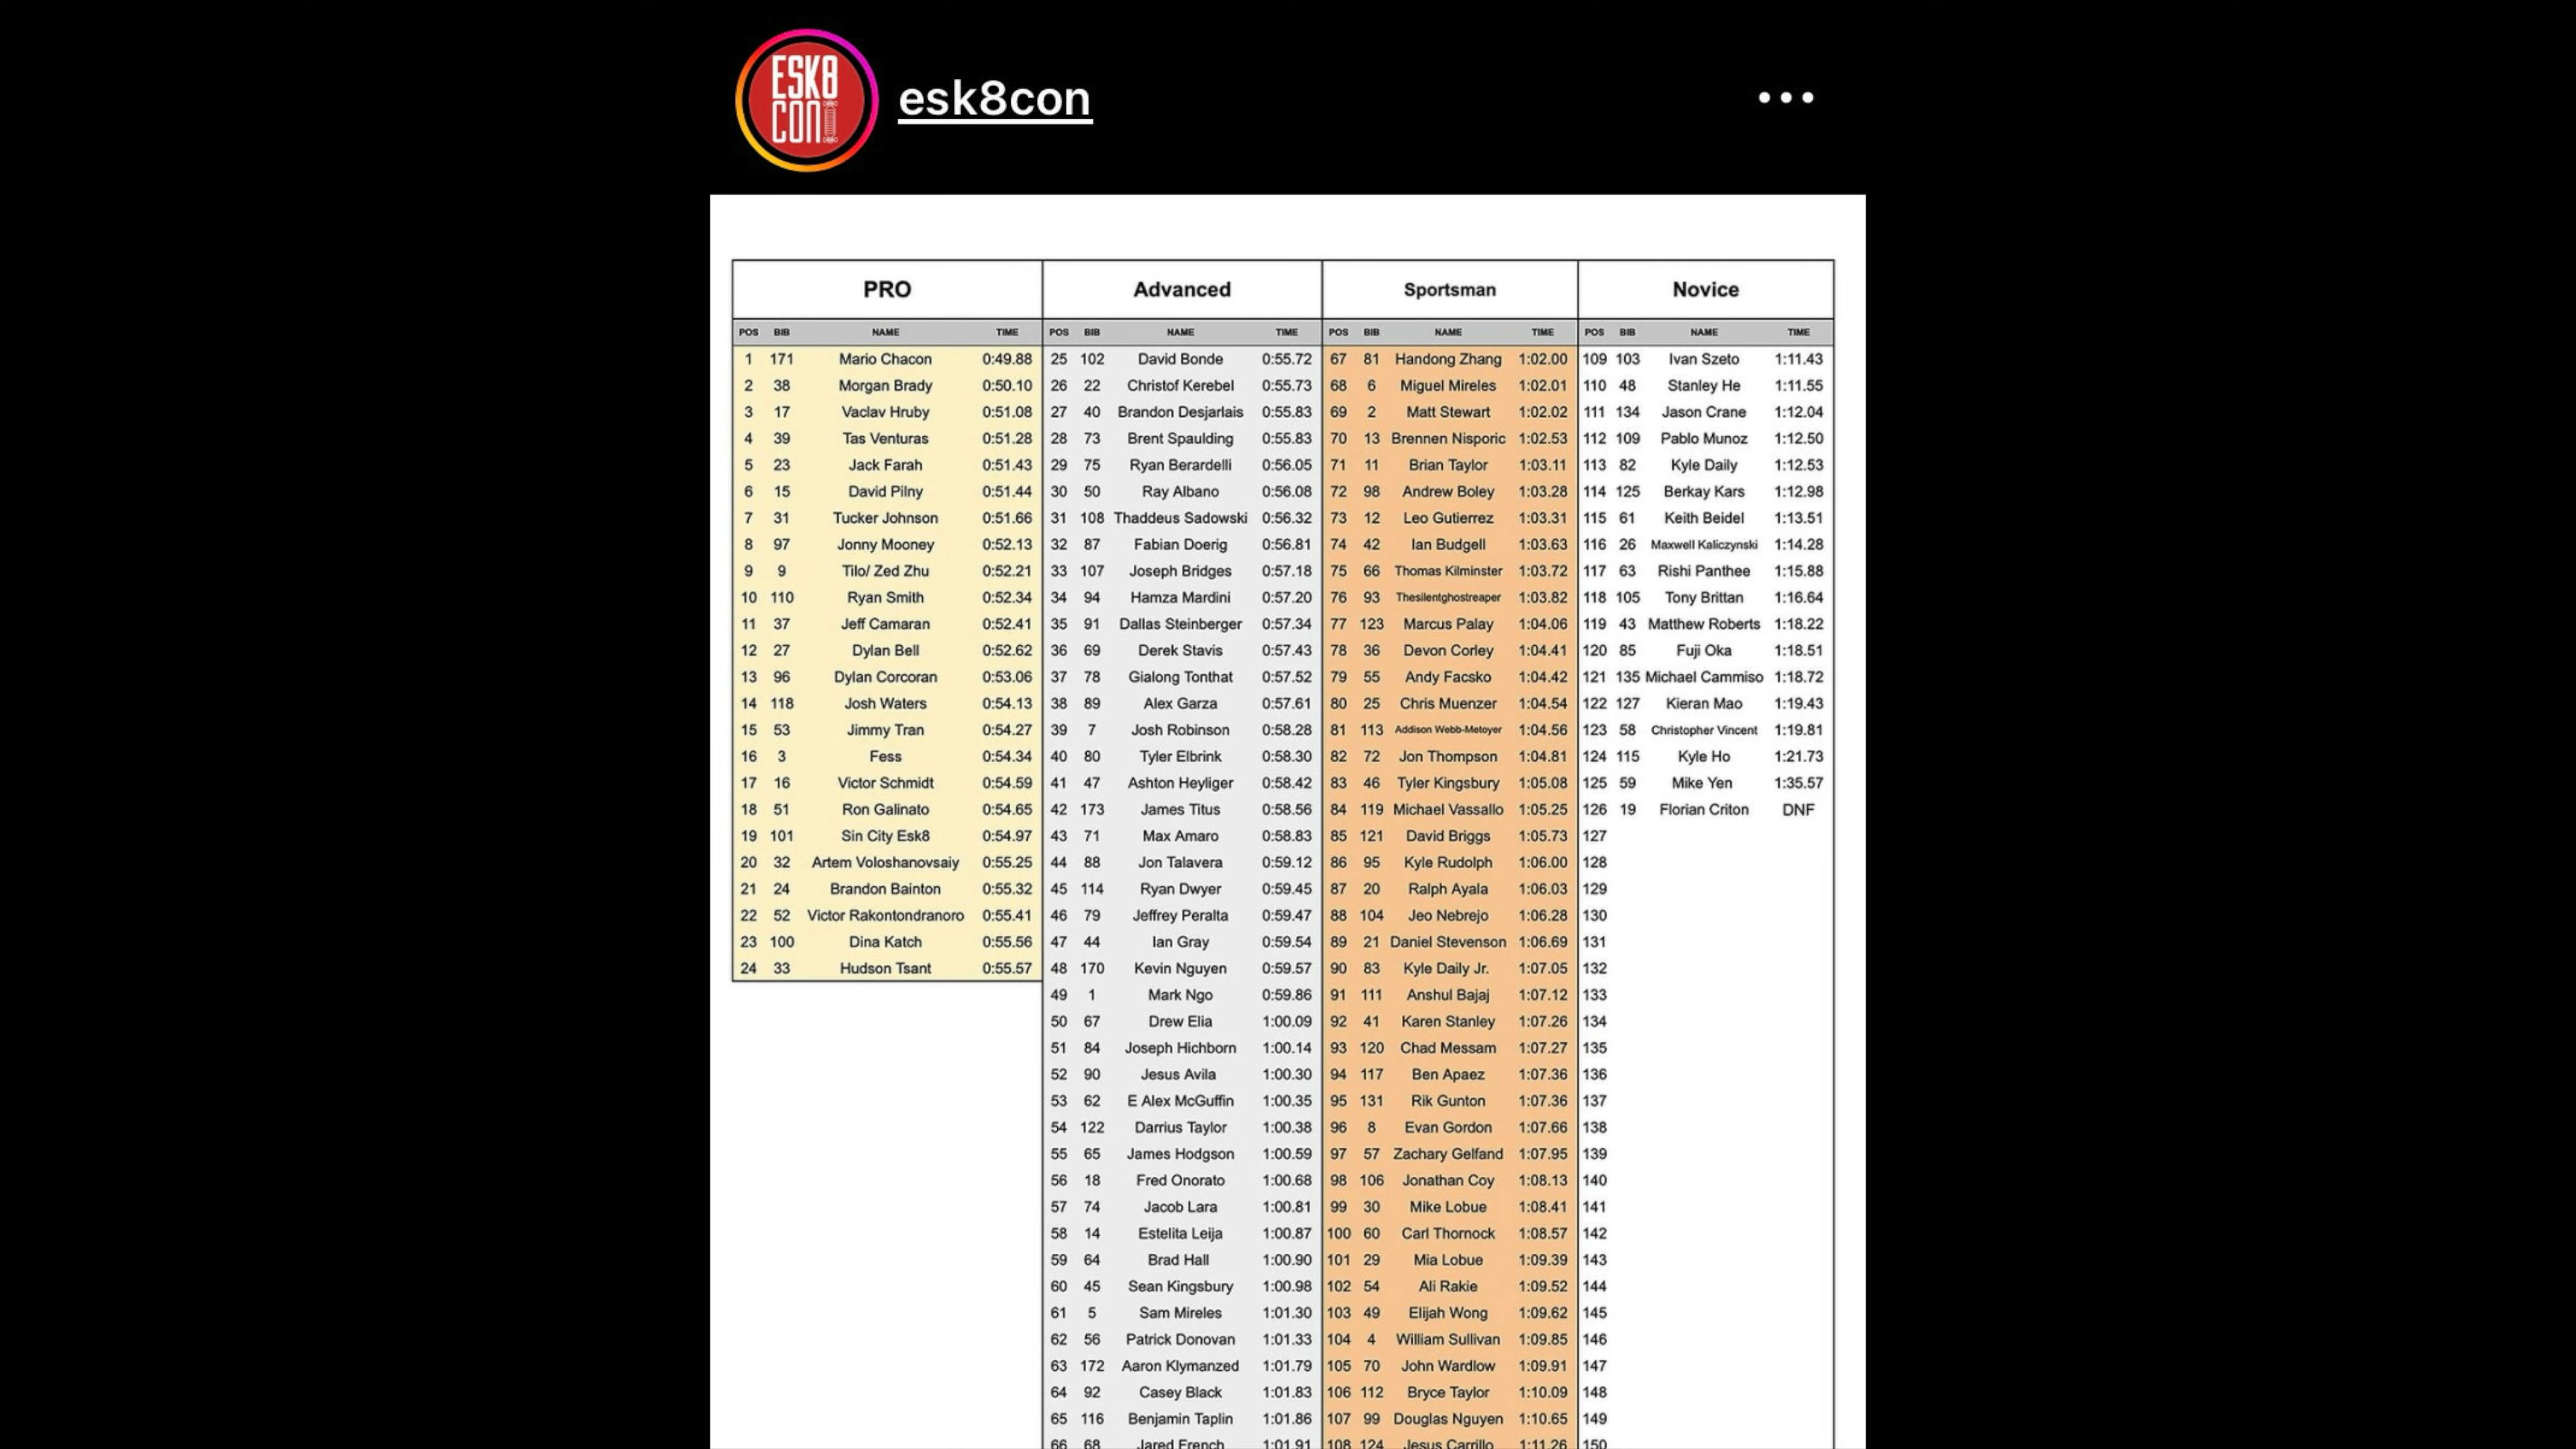 ESK8
CON
esk8con
PRO Advanced Sportsman Novice
POS BIB NAME TIME POS BIB NAME TIME POS BIB NAME TIME POS BIB NAME TIME
1 171 Mario Chacon 0:49.88 25 102 David Bonde 0:55.72 67 81 Handong Zhang 1:02.00 109 103 Ivan Szeto 1:11.43
2 38 Morgan Brady 0:50.10 26 22 Christof Kerebel 0:55.73 68 6 Miguel Mireles 1:02.01 110 48 Stanley He 1:11.55
3 17 Vaclav Hruby 0:51.08 27 40 Brandon Desjarlais 0:55.83 69 2 Matt Stewart 1:02.02 111 134 Jason Crane 1:12.04
4 39 Tas Venturas 0:51.28 28 73 Brent Spaulding 0:55.83 70 13 Brennen Nisporic 1:02.53 112 109 Pablo Munoz 1:12.50
5 23 Jack Farah 0:51.43 29 75 Ryan Berardelli 0:56.05 71 11 Brian Taylor 1:03.11 113 82 Kyle Daily 1:12.53
6 15 David Pilny 0:51.44 30 50 Ray Albano 0:56.08 72 98 Andrew Boley 1:03.28 114 125 Berkay Kars 1:12.98
7 31 Tucker Johnson 0:51.66 31 108 Thaddeus Sadowski 0:56.32 73 12 Leo Gutierrez 1:03.31 115 61 Keith Beidel 1:13.51
8 97 Jonny Mooney 0:52.13 32 87 Fabian Doerig 0:56.81 74 42 Ian Budgell 1:03.63 116 26 Maxwell Kaliczynski 1:14.28
9 9 Tilo/ Zed Zhu 0:52.21 33 107 Joseph Bridges 0:57.18 75 66 Thomas Kilminster 1:03.72 117 63 Rishi Panthee 1:15.88
10 110 Ryan Smith 0:52.34 34 94 Hamza Mardini 0:57.20 76 93 Thesilentghostreaper 1:03.82 118 105 Tony Brittan 1:16.64
11 37 Jeff Camaran 0:52.41 35 91 Dallas Steinberger 0:57.34 77 123 Marcus Palay 1:04.06 119 43 Matthew Roberts 1:18.22
12 27 Dylan Bell 0:52.62 36 69 Derek Stavis 0:57.43 78 36 Devon Corley 1:04.41 120 85 Fuji Oka 1:18.51
13 96 Dylan Corcoran 0:53.06 37 78 Gialong Tonthat 0:57.52 79 55 Andy Facsko 1:04.42 121 135 Michael Cammiso 1:18.72
14 118 Josh Waters 0:54.13 38 89 Alex Garza 0:57.61 80 25 Chris Muenzer 1:04.54 122 127 Kieran Mao 1:19.43
15 53 Jimmy Tran 0:54.27 39 7 Josh Robinson 0:58.28 81 113 Addison Webb-Metoyer 1:04.56 123 58 Christopher Vincent 1:19.81
16 3 Fess 0:54.34 40 80 Tyler Elbrink 0:58.30 82 72 Jon Thompson 1:04.81 124 115 Kyle Ho 1:21.73
17 16 Victor Schmidt 0:54.59 41 47 Ashton Heyliger 0:58.42 83 46 Tyler Kingsbury 1:05.08 125 59 Mike Yen 1:35.57
18 51 Ron Galinato 0:54.65 42 173 James Titus 0:58.56 84 119 Michael Vassallo 1:05.25 126 19 Florian Criton DNF
19 101 Sin City Esk8 0:54.97 43 71 Max Amaro 0:58.83 85 121 David Briggs 1:05.73 127
20 32 Artem Voloshanovsaiy 0:55.25 44 88 Jon Talavera 0:59.12 86 95 Kyle Rudolph 1:06.00 128
21 24 Brandon Bainton 0:55.32 45 114 Ryan Dwyer 0:59.45 87 20 Ralph Ayala 1:06.03 129
22 52 Victor Rakontondranoro 0:55.41 46 79 Jeffrey Peralta 0:59.47 88 104 Jeo Nebrejo 1:06.28 130
23 100 Dina Katch 0:55.56 47 44 Ian Gray 0:59.54 89 21 Daniel Stevenson 1:06.69 131
24 33 Hudson Tsant 0:55.57 48 170 Kevin Nguyen 0:59.57 90 83 Kyle Daily Jr. 1:07.05 132
49 1 Mark Ngo 0:59.86 91 111 Anshul Bajaj 1:07.12 133
50 67 Drew Elia 1:00.09 92 41 Karen Stanley 1:07.26 134
51 84 Joseph Hichborn 1:00.14 93 120 Chad Messam 1:07.27 135
52 90 Jesus Avila 1:00.30 94 117 Ben Apaez 1:07.36 136
53 62 E Alex McGuffin 1:00.35 95 131 Rik Gunton 1:07.36 137
54 122 Darrius Taylor 1:00.38 96 8 Evan Gordon 1:07.66 138
55 65 James Hodgson 1:00.59 97 57 Zachary Gelfand 1:07.95 139
56 18 Fred Onorato 1:00.68 98 106 Jonathan Coy 1:08.13 140
57 74 Jacob Lara 1:00.81 99 30 Mike Lobue 1:08.41 141
58 14 Estelita Leija 1:00.87 100 60 Carl Thornock 1:08.57 142
59 64 Brad Hall 1:00.90 101 29 Mia Lobue 1:09.39 143
60 45 Sean Kingsbury 1:00.98 102 54 Ali Rakie 1:09.52 144
61 5 Sam Mireles 1:01.30 103 49 Elijah Wong 1:09.62 145
62 56 Patrick Donovan 1:01.33 104 4 William Sullivan 1:09.85 146
63 172 Aaron Klymanzed 1:01.79 105 70 John Wardlow 1:09.91 147
64 92 Casey Black 1:01.83 106 112 Bryce Taylor 1:10.09 148
65 116 Benjamin Taplin 1:01.86 107 99 Douglas Nguyen 1:10.65 149
66 68 Jared French 1:01.91 108 124 Jesus Carrillo 1:11.26 150